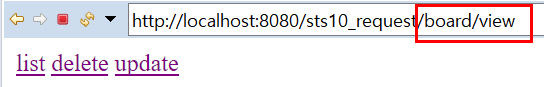 http://localhost:8080/sts10_request/board/view
list delete update